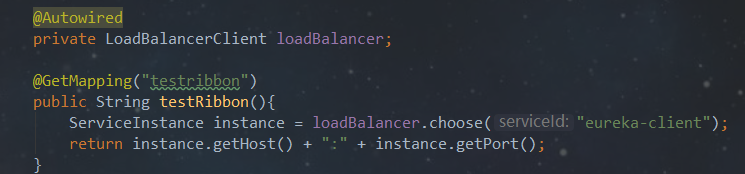 @Autowired
private LoadBalancerClient loadBalancer;
@GetMapping("testribbon")
public String testRibbon(){
ServiceInstance instance = loadBalancer.choose( serviceId: "eureka-client");
return instance.getHost() + ":" + instance.getPort();
}